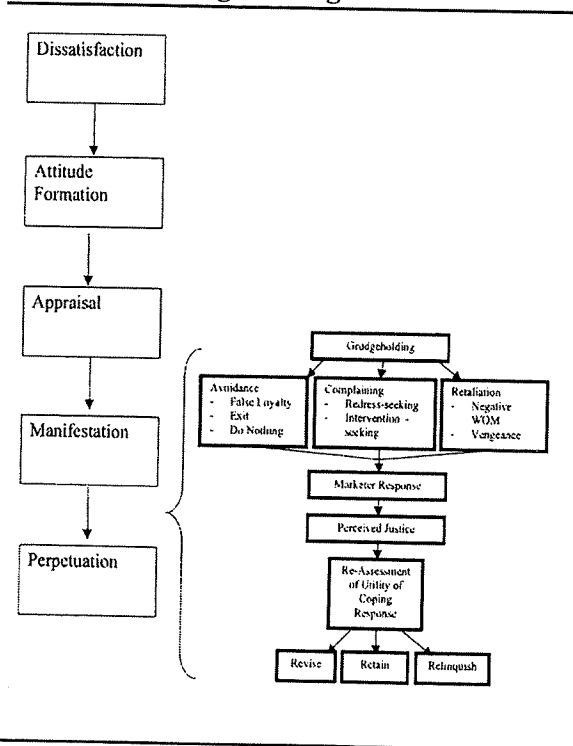 Dissatisfaction
Attitude
Formation
Appraisal
Manifestation
Perpetuation
Grudgeholding
Avoidance
- False Loyalty
- Exit
- Do Nothing
Complaining
- Redress-seeking
- Intervention -
seeking
Retaliation
- Negative
WOM
- Vengeance
Marketer Response
Perceived Justice
Re-Assessment
of Utility of
Coping
Response
Revise
Retain
Relinquish